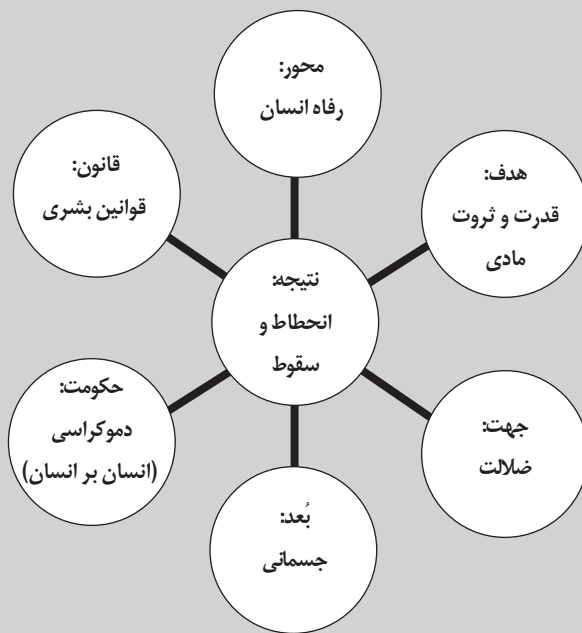 محور:
رفاه انسان
هدف:
قدرت و ثروت
مادی
جهت:
ضلالت
بُعد:
جسمانی
حکومت:
دموکراسی
(انسان بر انسان)
قانون:
قوانین بشری
نتیجه:
انحطاط و
سقوط